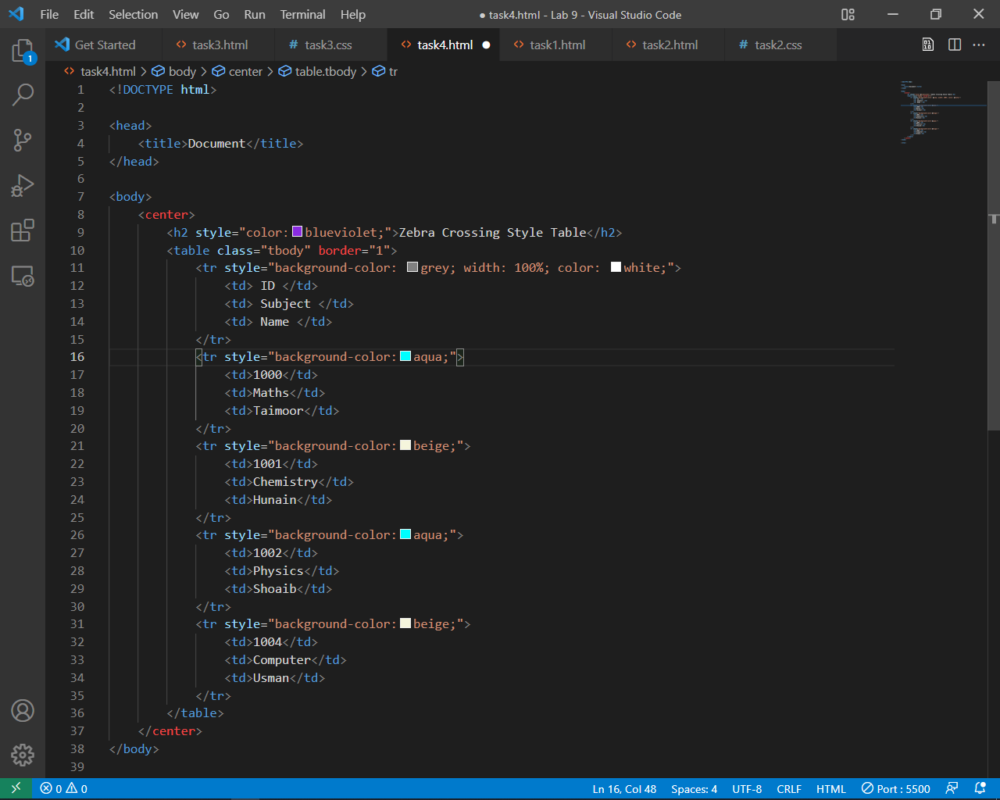 File Edit Selection View Go Run Terminal Help ● task4.html - Lab 9 - Visual Studio Code
Get Started <> task3.html # task3.css <> task4.html ● <> task1.html <> task2.html # task2.css ···
<> task4.html > body > center > table.tbody > tr
1
1 <!DOCTYPE html>
2
3 <head>
4 <title>Document</title>
5 </head>
6
7 <body>
8 <center>
9 <h2 style="color: blueviolet;">Zebra Crossing Style Table</h2>
10 <table class="tbody" border="1">
11 <tr style="background-color: grey; width: 100%; color: white;">
12 <td> ID </td>
13 <td> Subject </td>
14 <td> Name </td>
15 </tr>
16 <tr style="background-color: aqua;">
17 <td>1000</td>
18 <td>Maths</td>
19 <td>Taimoor</td>
20 </tr>
21 <tr style="background-color: beige;">
22 <td>1001</td>
23 <td>Chemistry</td>
24 <td>Hunain</td>
25 </tr>
26 <tr style="background-color: aqua;">
27 <td>1002</td>
28 <td>Physics</td>
29 <td>Shoaib</td>
30 </tr>
31 <tr style="background-color: beige;">
32 <td>1004</td>
33 <td>Computer</td>
34 <td>Usman</td>
35 </tr>
36 </table>
37 </center>
38 </body>
39
0 0 Ln 16, Col 48 Spaces: 4 UTF-8 CRLF HTML Port : 5500